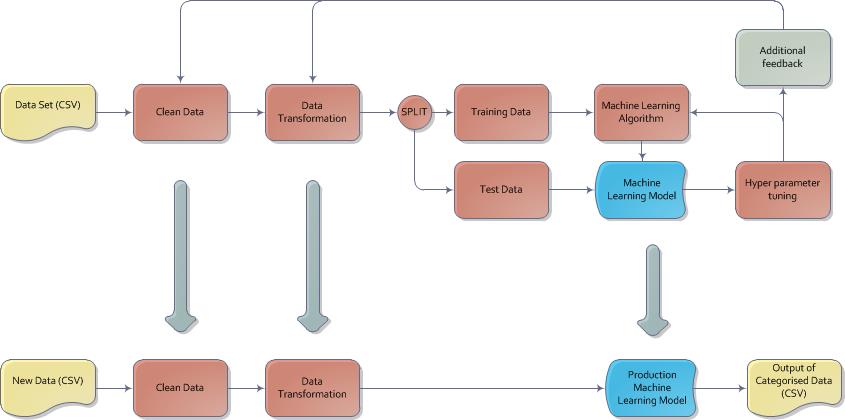 Additional
feedback
Data Set (CSV)
Clean Data
Data
Transformation
SPLIT
Training Data
Machine Learning
Algorithm
Test Data
Machine
Learning Model
Hyper parameter
tuning
New Data (CSV)
Clean Data
Data
Transformation
Production
Machine
Learning Model
Output of
Categorised Data
(CSV)